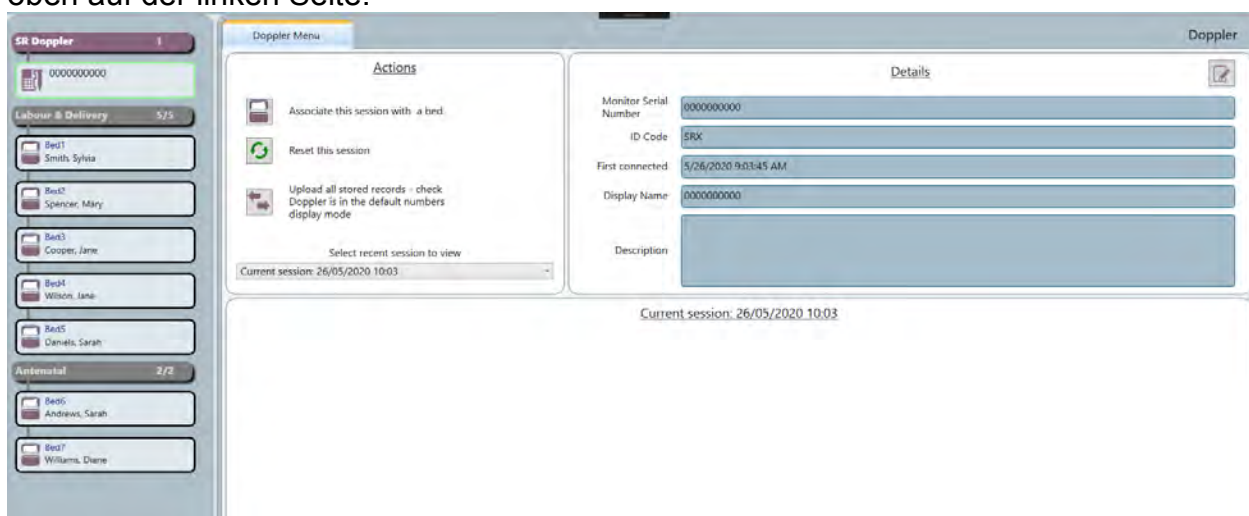 oben auf der linken Seite.
SR Doppler 1
0000000000
Labour & Delivery 5/5
Bed1
Smith, Sylvia
Bed2
Spencer, Mary
Bed3
Cooper, Jane
Bed4
Wilson, Jane
Bed5
Daniels, Sarah
Antenatal 2/2
Bed6
Andrews, Sarah
Bed7
Williams, Diane
Doppler Menu
Doppler
Actions
Associate this session with a bed
Reset this session
Upload all stored records - check
Doppler is in the default numbers
display mode
Select recent session to view
Current session: 26/05/2020 10:03
Details
Monitor Serial
Number
0000000000
ID Code SRX
First connected 5/26/2020 9:03:45 AM
Display Name 0000000000
Description
Current session: 26/05/2020 10:03